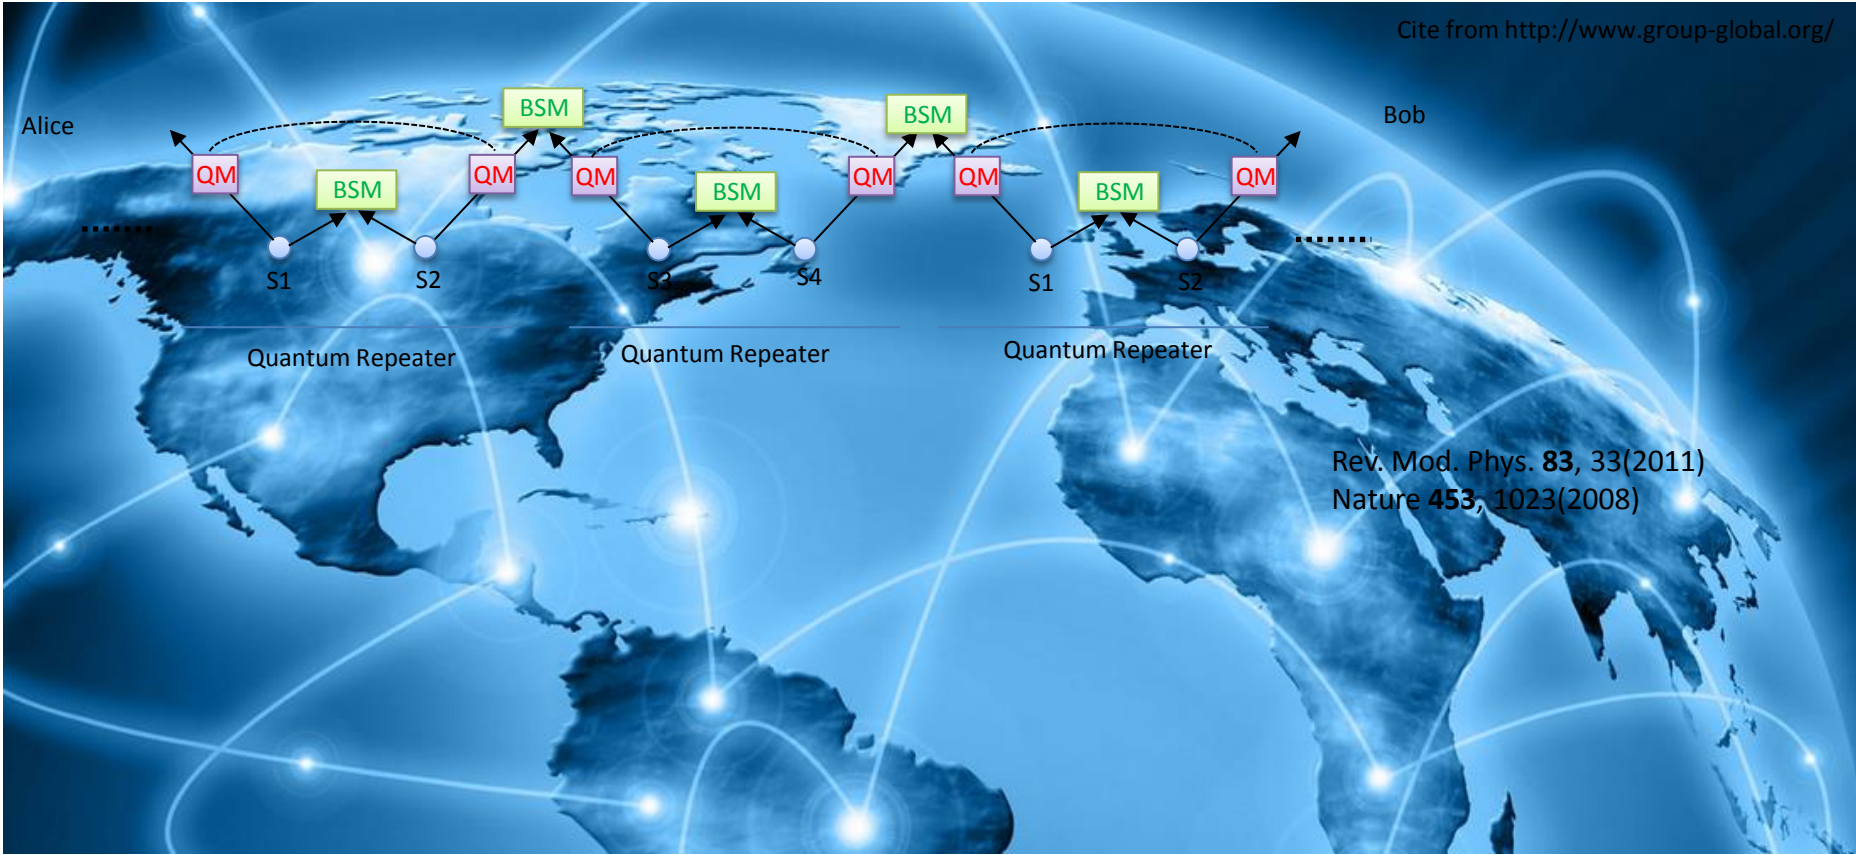 Cite from http://www.group-global.org/
Alice
BSM
BSM
Bob
QM
BSM
QM
QM
BSM
QM
QM
BSM
QM
S1
S2
S3
S4
S1
S2
Quantum Repeater
Quantum Repeater
Quantum Repeater
Rev. Mod. Phys. 83, 33(2011)
Nature 453, 1023(2008)